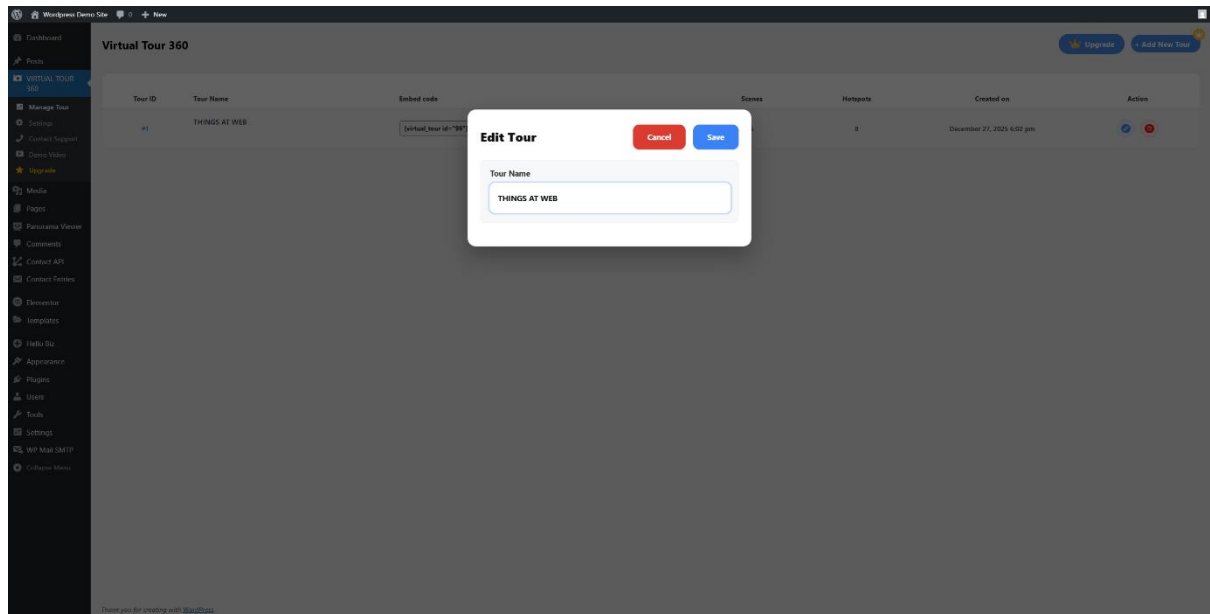 Wordpress Demo Site 0 + New
Dashboard
Posts
VIRTUAL TOUR 360
Manage Tour
Settings
Contact Support
Demo Video
Upgrade
Media
Pages
Panorama Viewer
Comments
Contact API
Contact Entries
Elementor
Templates
Hello Biz
Appearance
Plugins
Users
Tools
Settings
WP Mail SMTP
Collapse Menu
Virtual Tour 360
Upgrade
+ Add New Tour
Tour ID Tour Name Embed code Scenes Hotspots Created on Action
THINGS AT WEB December 27, 2025 6:02 pm
Edit Tour
Cancel
Save
Tour Name
THINGS AT WEB
Thank you for creating with WordPress.